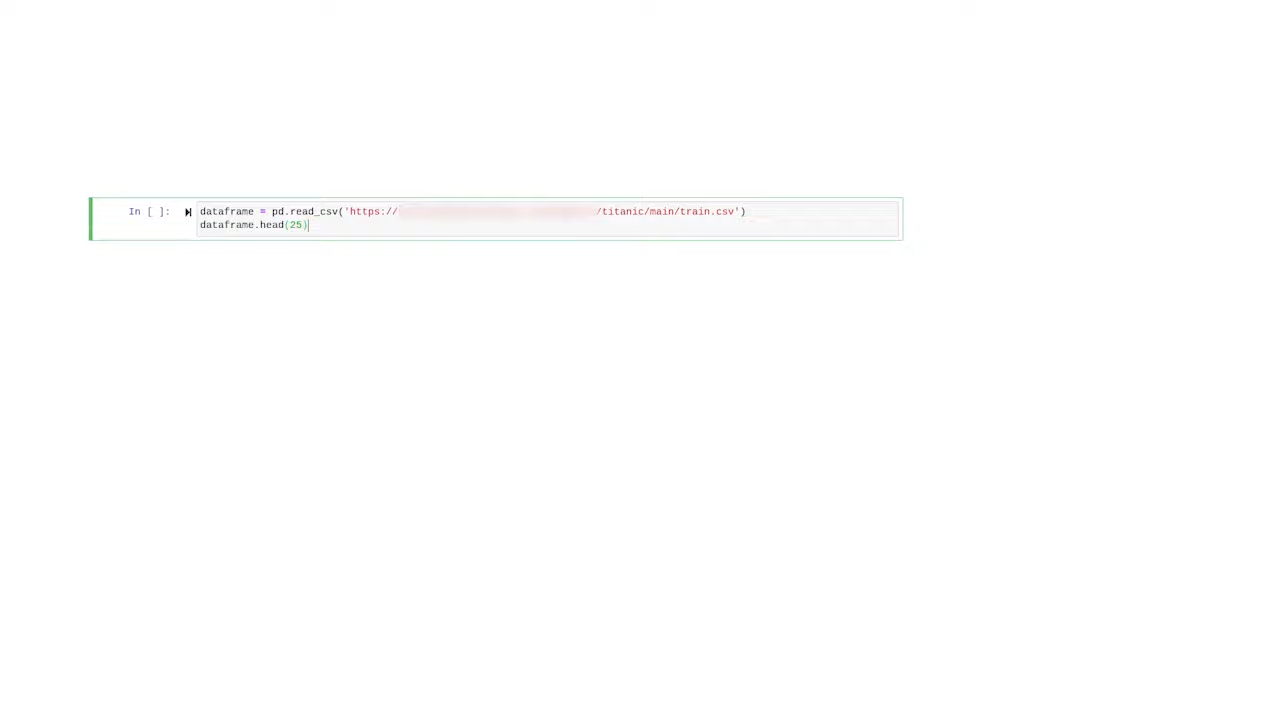 In [ ]: dataframe = pd.read_csv('https:// /titanic/main/train.csv')
dataframe.head(25)